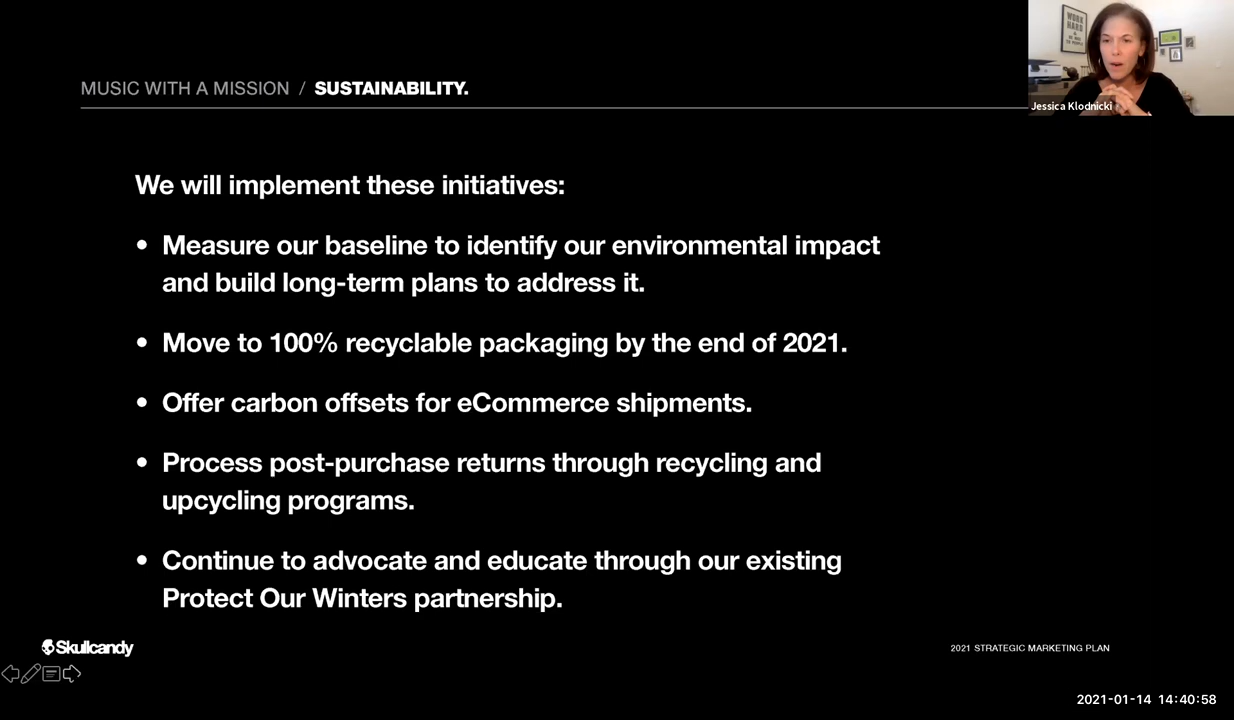 MUSIC WITH A MISSION / SUSTAINABILITY.
WORK
HARD
Jessica Klodnicki
We will implement these initiatives:
• Measure our baseline to identify our environmental impact
and build long-term plans to address it.
• Move to 100% recyclable packaging by the end of 2021.
• Offer carbon offsets for eCommerce shipments.
• Process post-purchase returns through recycling and
upcycling programs.
• Continue to advocate and educate through our existing
Protect Our Winters partnership.
Skullcandy
2021 STRATEGIC MARKETING PLAN
2021-01-14 14:40:58